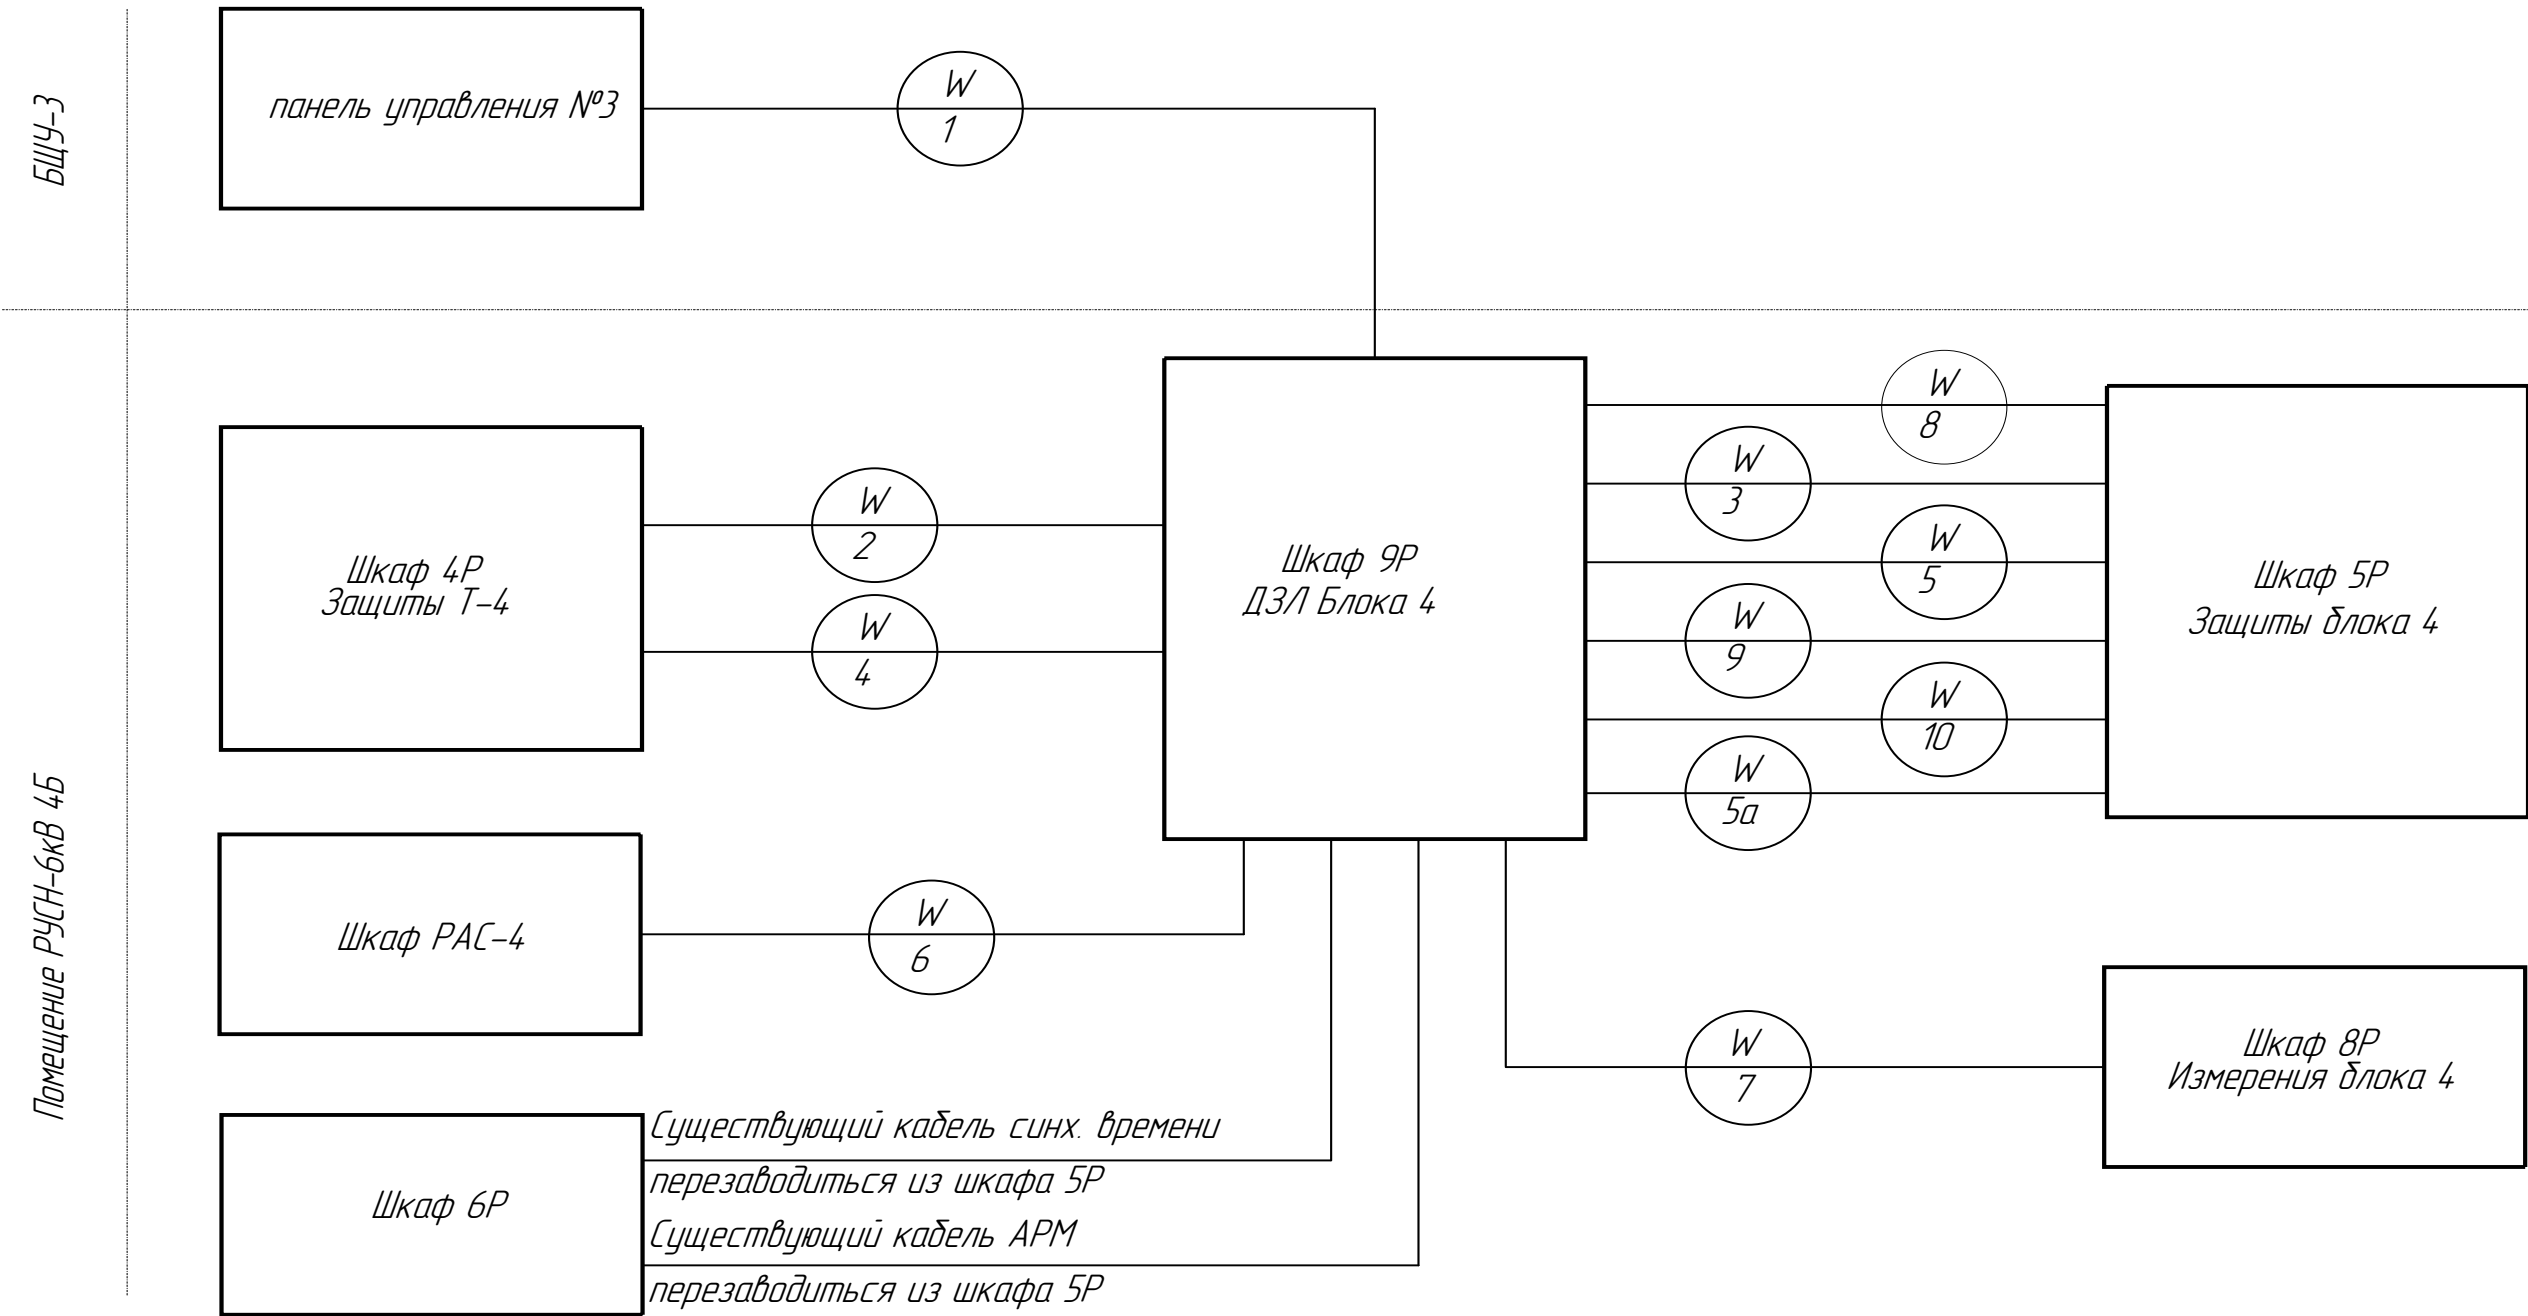 БЩУ-3
панель управления №3
W
1
Помещение РУСН-6кВ 4Б
Шкаф 4Р
Защиты Т-4
W
2
W
4
Шкаф 9Р
ДЗЛ Блока 4
W
8
W
3
W
5
W
9
W
10
W
5а
Шкаф 5Р
Защиты блока 4
Шкаф РАС-4
W
6
W
7
Шкаф 8Р
Измерения блока 4
Шкаф 6Р
Существующий кабель синх. времени
перезаводиться из шкафа 5Р
Существующий кабель АРМ
перезаводиться из шкафа 5Р